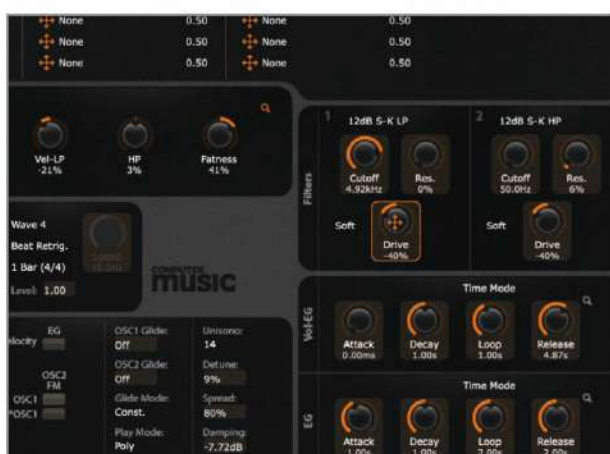 None 0.50 None 0.50
None 0.50 None 0.50
None 0.50 None 0.50
Vel-LP HP Fatness
-21% 3% 41%
Filters
1 12dB S-K LP
Cutoff Res.
4.92kHz 0%
Soft Drive
-40%
2 12dB S-K HP
Cutoff Res.
50.0Hz 6%
Soft Drive
-40%
Wave 4
Beat Retrig.
1 Bar (4/4)
Level: 1.00
Speed
COMPUTER
MUSIC
Vol-EG
Time Mode
Attack Decay Loop Release
0.00ms 1.00s 1.00s 4.87s
EG
OSC2
FM
OSC1
OSC1 Glide:
Off
OSC2 Glide:
Off
Glide Mode:
Const.
Play Mode:
Poly
Unisono:
14
Detune:
9%
Spread:
80%
Damping:
-7.72dB
EG
Time Mode
Attack Decay Loop Release
1.00s 1.00s 2.00s 2.00s